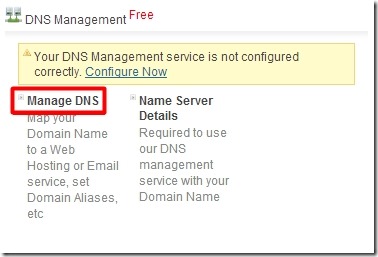 DNS Management Free
Your DNS Management service is not configured
correctly. Configure Now
Manage DNS
Map your
Domain Name
to a Web
Hosting or Email
service, set
Domain Aliases,
etc
Name Server
Details
Required to use
our DNS
management
service with your
Domain Name